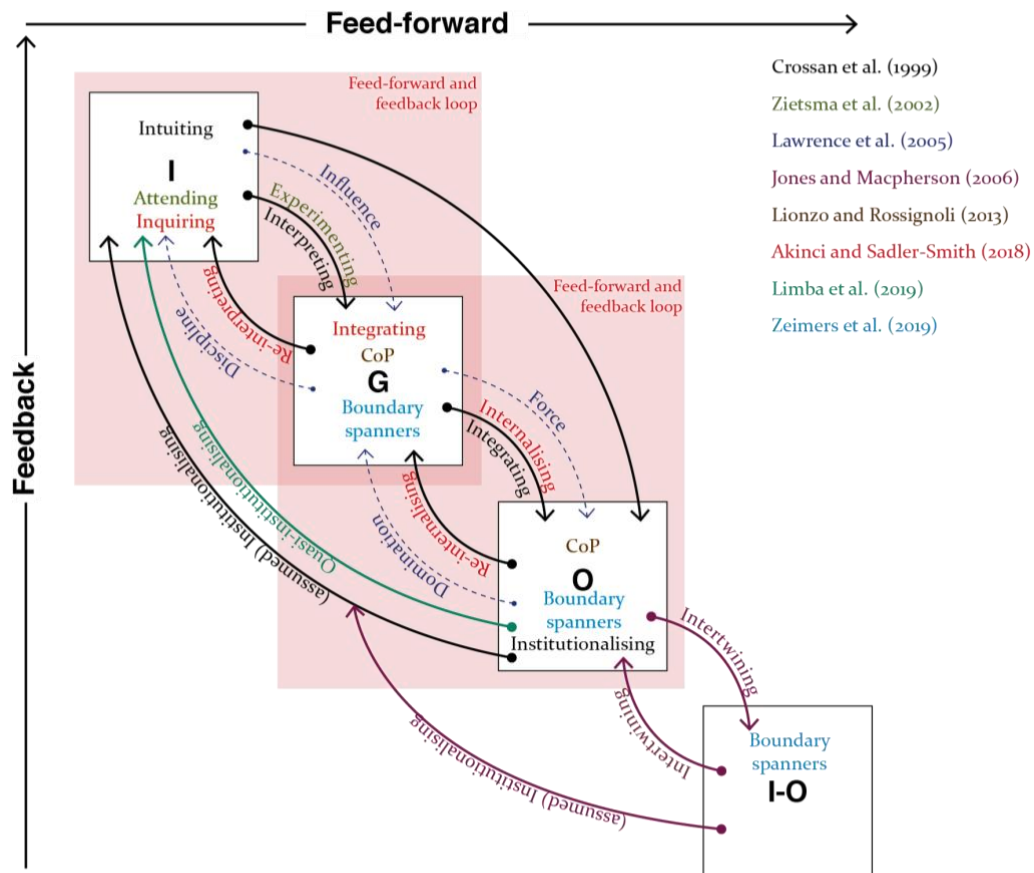 Feed-forward
Feedback
Feed-forward and
feedback loop
Crossan et al. (1999)
Zietsma et al. (2002)
Lawrence et al. (2005)
Jones and Macpherson (2006)
Lionzo and Rossignoli (2013)
Akinci and Sadler-Smith (2018)
Limba et al. (2019)
Zeimers et al. (2019)
Intuiting
I
Attending
Inquiring
Influence
Experimenting
Interpreting
Re-interpreting
Discipline
Feed-forward and
feedback loop
Integrating
CoP
G
Boundary
spanners
Force
Internalising
Integrating
Re-internalising
Domination
Quasi-institutionalising
(assumed) Institutionalising
CoP
O
Boundary
spanners
Institutionalising
Intertwining
Intertwining
(assumed) Institutionalising
Boundary
spanners
I-O